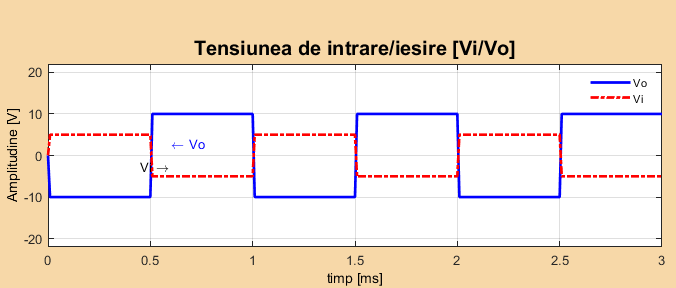 Tensiunea de intrare/iesire [Vi/Vo]
Amplitudine [V]
20
10
0
-10
-20
Vo
Vi
← Vo
Vi →
0 0.5 1 1.5 2 2.5 3
timp [ms]